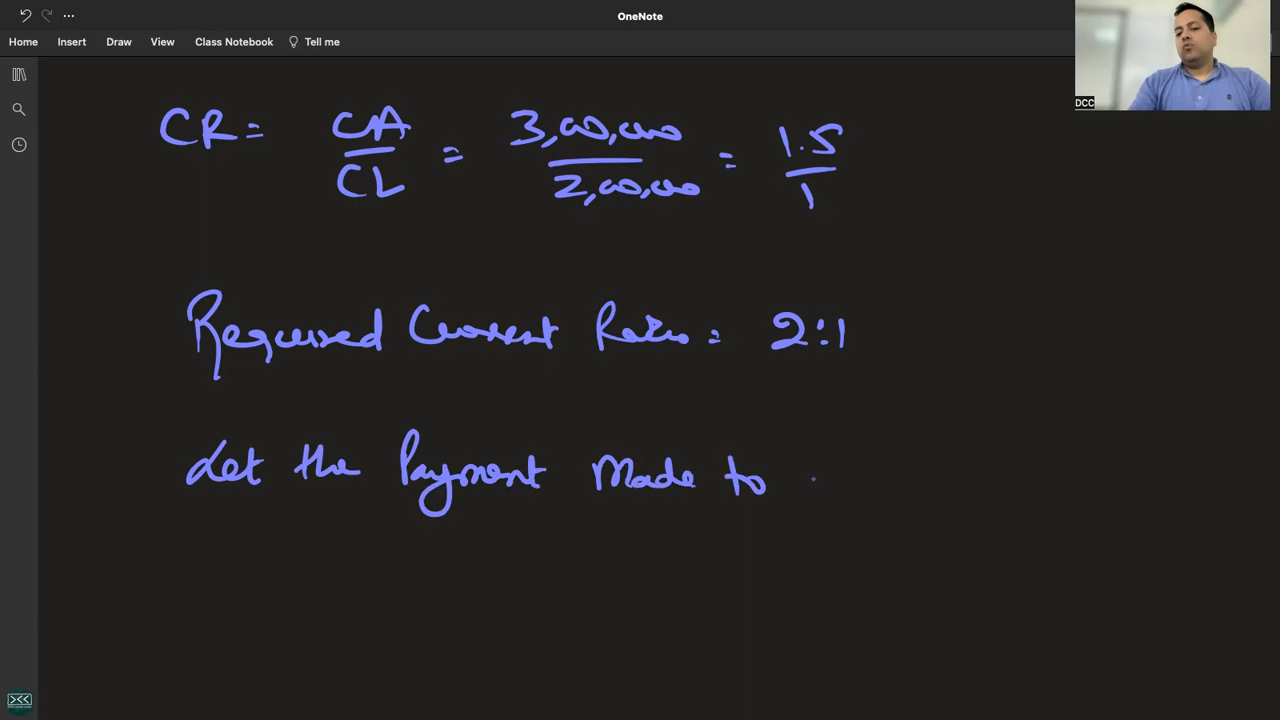 OneNote
Home Insert Draw View Class Notebook Tell me
DCC
CR = CA / CL = 3,00,000 / 2,00,000 = 1.5 / 1
Required Current Ratio = 2:1
Let the Payment Made to